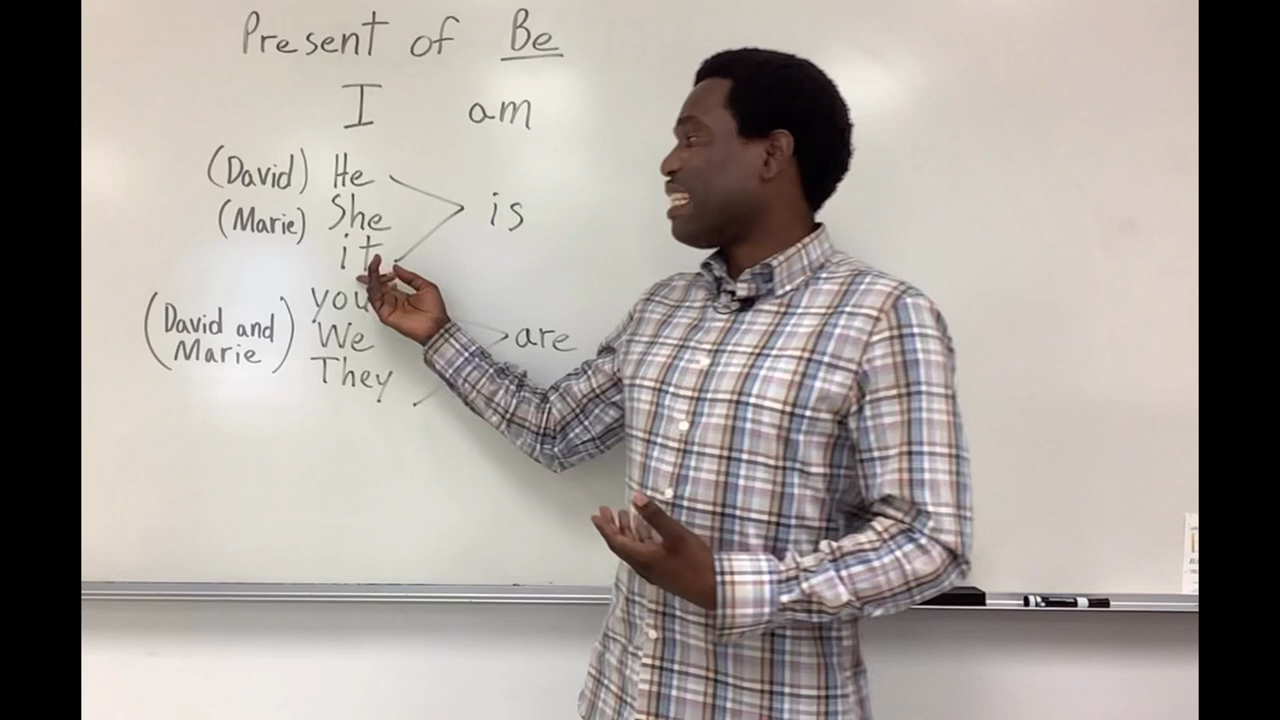 Present of Be
I am
(David) He
(Marie) She is
it
you
(David and Marie) We are
They